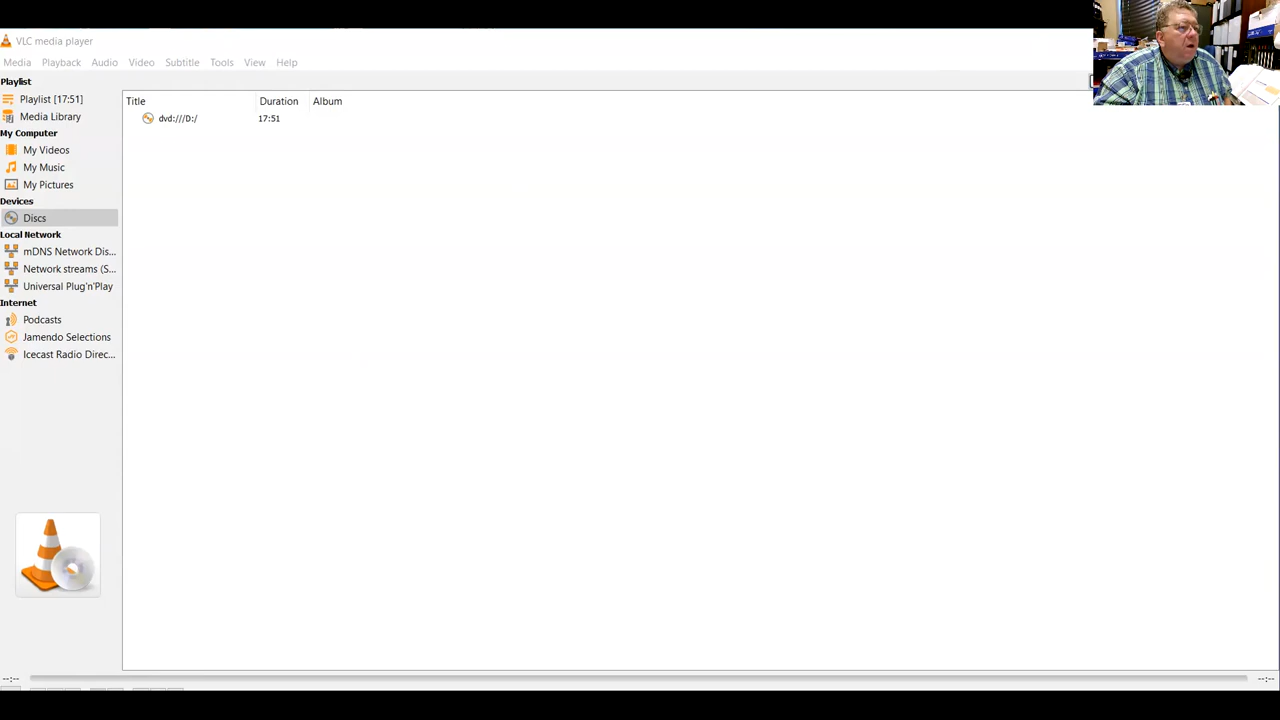 VLC media player
Media Playback Audio Video Subtitle Tools View Help
Playlist
Playlist [17:51]
Media Library
My Computer
My Videos
My Music
My Pictures
Devices
Discs
Local Network
mDNS Network Dis...
Network streams (S...
Universal Plug'n'Play
Internet
Podcasts
Jamendo Selections
Icecast Radio Direc...
Title Duration Album
dvd:///D:/ 17:51
--:-- --:--